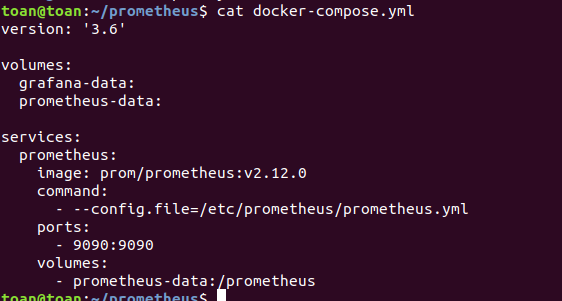 toan@toan:~/prometheus$ cat docker-compose.yml
version: '3.6'

volumes:
  grafana-data:
  prometheus-data:

services:
  prometheus:
    image: prom/prometheus:v2.12.0
    command:
      - --config.file=/etc/prometheus/prometheus.yml
    ports:
      - 9090:9090
    volumes:
      - prometheus-data:/prometheus
toan@toan:~/prometheus$